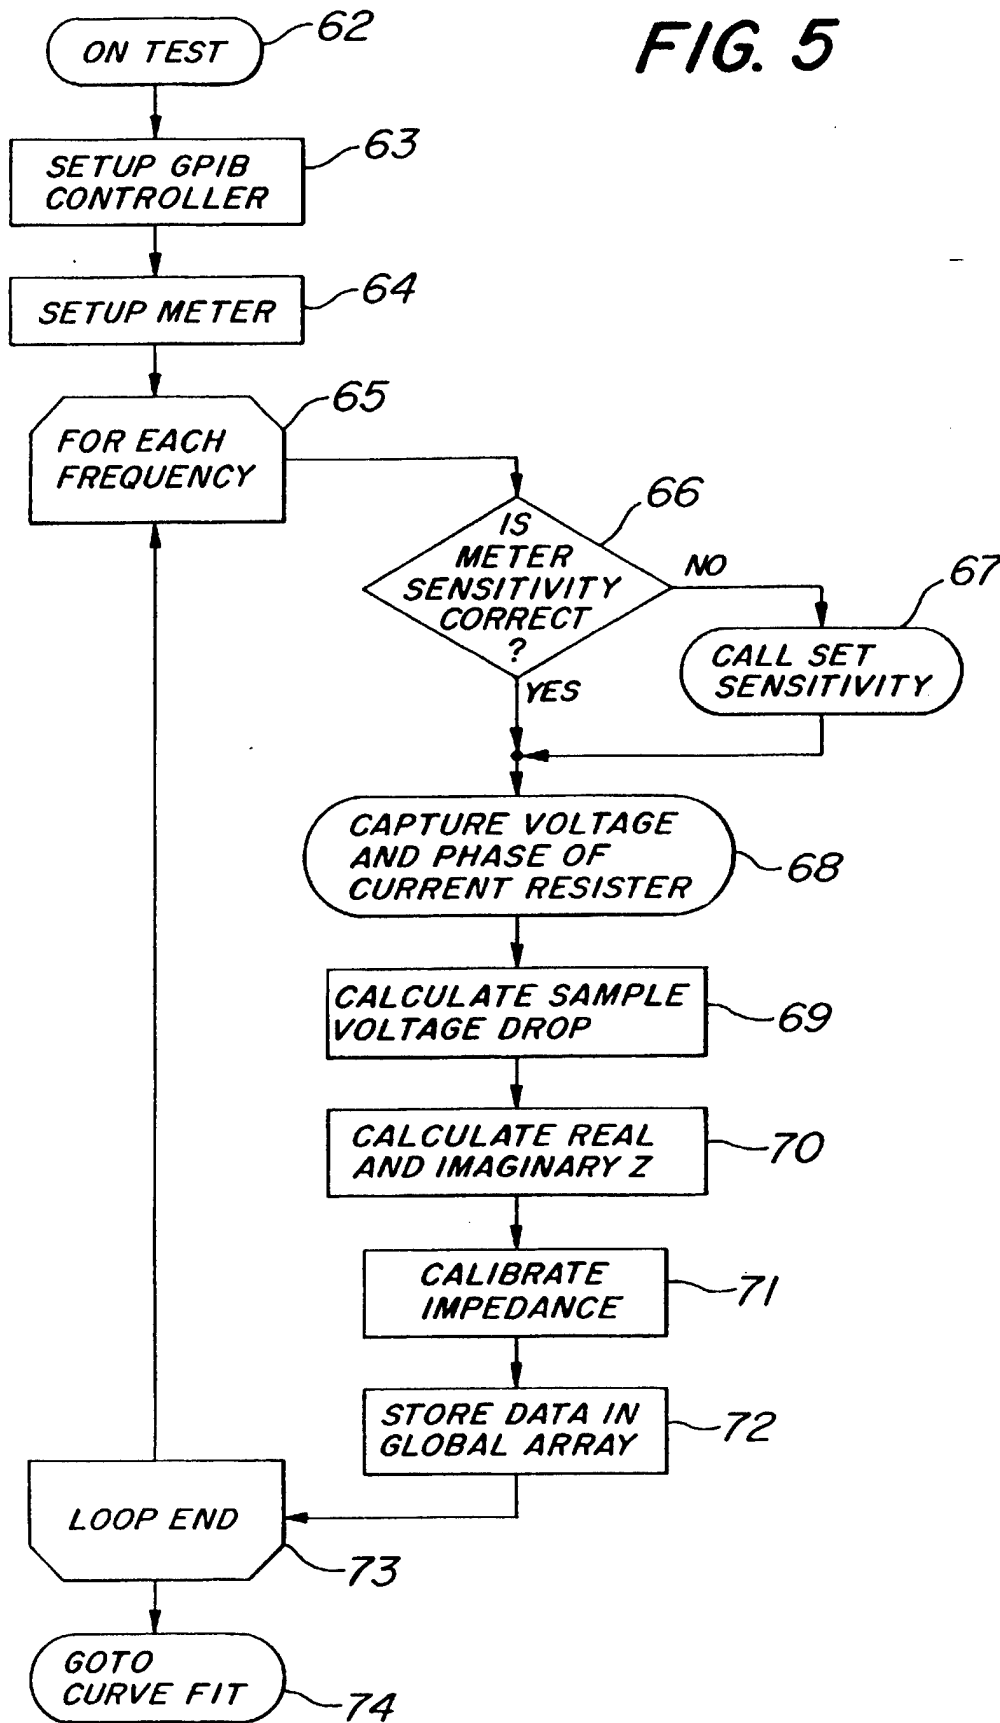 FIG. 5
62
ON TEST
63
SETUP GPIB
CONTROLLER
64
SETUP METER
65
FOR EACH
FREQUENCY
66
IS
METER
SENSITIVITY
CORRECT
?
NO
YES
67
CALL SET
SENSITIVITY
CAPTURE VOLTAGE
AND PHASE OF
CURRENT RESISTER
68
CALCULATE SAMPLE
VOLTAGE DROP
69
CALCULATE REAL
AND IMAGINARY Z
70
CALIBRATE
IMPEDANCE
71
STORE DATA IN
GLOBAL ARRAY
72
LOOP END
73
GOTO
CURVE FIT
74